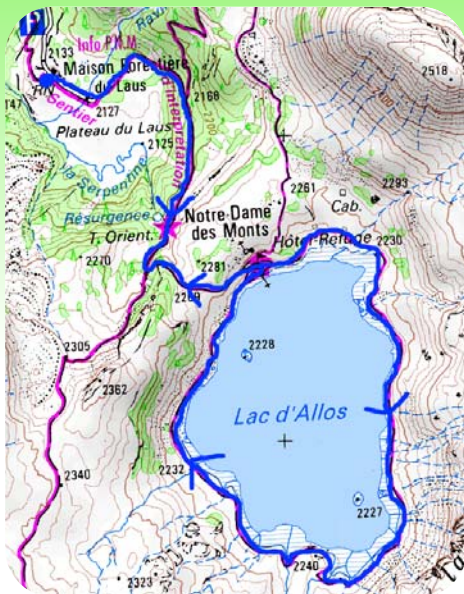 P
2133
Info P.N.M
Maison Forestière
du Laus
RN
2127
Sentier
d'interprétation
2168
2200
2518
Plateau du Laus
2125
la Serpentine
Résurgence
T. Orient.
Notre-Dame
des Monts
2261
2293
Cab.
Hôtel-Refuge
2230
2270
2281
2269
2305
2228
2362
Lac d'Allos
2232
2340
2227
2240
2323